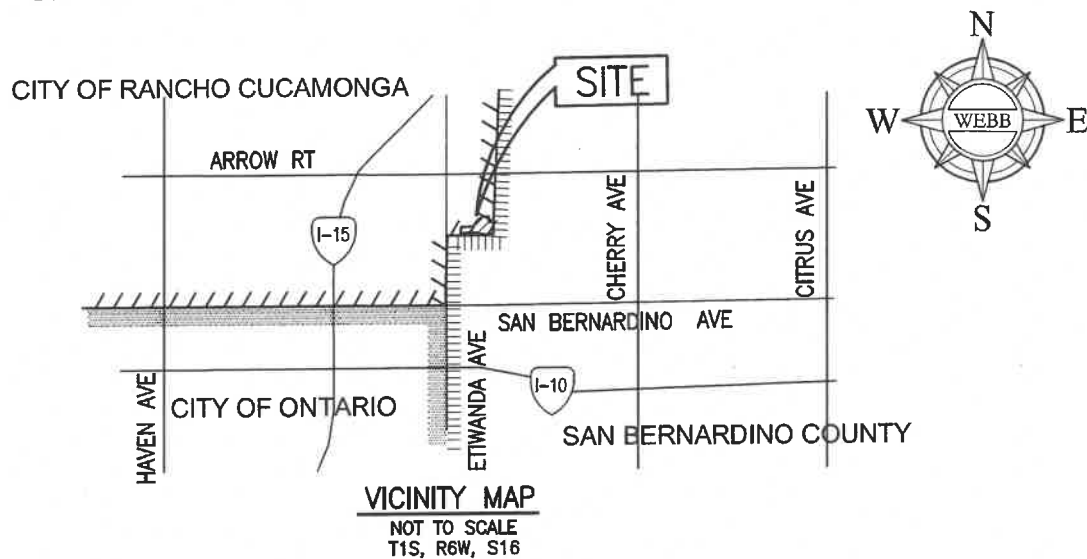 N
SITE
CITY OF RANCHO CUCAMONGA
W
WEBB
E
ARROW RT
S
I-15
CHERRY AVE
CITRUS AVE
SAN BERNARDINO AVE
ETIWANDA AVE
I-10
HAVEN AVE
CITY OF ONTARIO
SAN BERNARDINO COUNTY
VICINITY MAP
NOT TO SCALE
T1S, R6W, S16